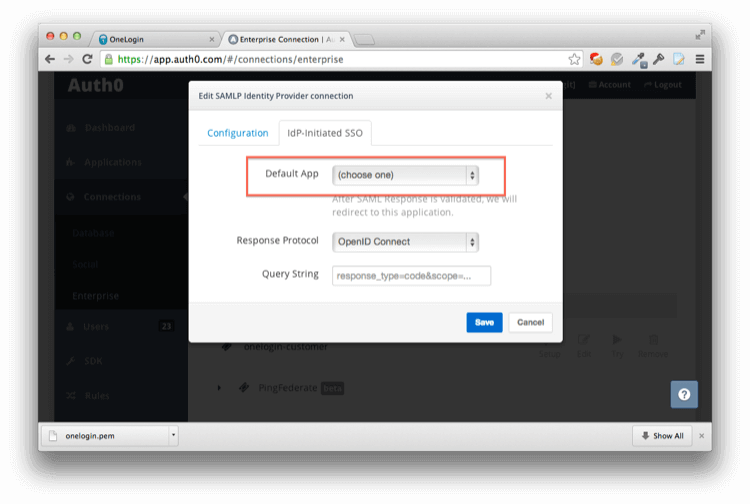 OneLogin
Enterprise Connection | Au
https://app.auth0.com/#/connections/enterprise
Auth0
Account
Logout
Edit SAMLP Identity Provider connection
Dashboard
Configuration
IdP-Initiated SSO
Applications
Default App
(choose one)
Connections
After SAML Response is validated, we will
redirect to this application.
Database
Response Protocol
OpenID Connect
Social
Query String
response_type=code&scope=...
Enterprise
Users
23
Save
Cancel
onelogin-customer
Setup
Edit
Try
Remove
SDK
PingFederate
beta
Rules
onelogin.pem
Show All